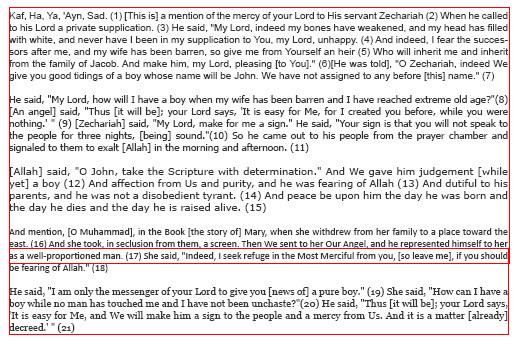 Kaf, Ha, Ya, 'Ayn, Sad. (1) [This is] a mention of the mercy of your Lord to His servant Zechariah (2) When he called
to his Lord a private supplication. (3) He said, "My Lord, indeed my bones have weakened, and my head has filled
with white, and never have I been in my supplication to You, my Lord, unhappy. (4) And indeed, I fear the succes-
sors after me, and my wife has been barren, so give me from Yourself an heir (5) Who will inherit me and inherit
from the family of Jacob. And make him, my Lord, pleasing [to You]." (6)[He was told], "O Zechariah, indeed We
give you good tidings of a boy whose name will be John. We have not assigned to any before [this] name." (7)
He said, "My Lord, how will I have a boy when my wife has been barren and I have reached extreme old age?"(8)
[An angel] said, "Thus [it will be]; your Lord says, 'It is easy for Me, for I created you before, while you were
nothing.' " (9) [Zechariah] said, "My Lord, make for me a sign." He said, "Your sign is that you will not speak to
the people for three nights, [being] sound."(10) So he came out to his people from the prayer chamber and
signaled to them to exalt [Allah] in the morning and afternoon. (11)
[Allah] said, "O John, take the Scripture with determination." And We gave him judgement [while
yet] a boy (12) And affection from Us and purity, and he was fearing of Allah (13) And dutiful to his
parents, and he was not a disobedient tyrant. (14) And peace be upon him the day he was born and
the day he dies and the day he is raised alive. (15)
And mention, [O Muhammad], in the Book [the story of] Mary, when she withdrew from her family to a place toward the
east. (16) And she took, in seclusion from them, a screen. Then We sent to her Our Angel, and he represented himself to her
as a well-proportioned man. (17) She said, "Indeed, I seek refuge in the Most Merciful from you, [so leave me], if you should
be fearing of Allah." (18)
He said, "I am only the messenger of your Lord to give you [news of] a pure boy." (19) She said, "How can I have a
boy while no man has touched me and I have not been unchaste?"(20) He said, "Thus [it will be]; your Lord says,
'It is easy for Me, and We will make him a sign to the people and a mercy from Us. And it is a matter [already]
decreed.' " (21)